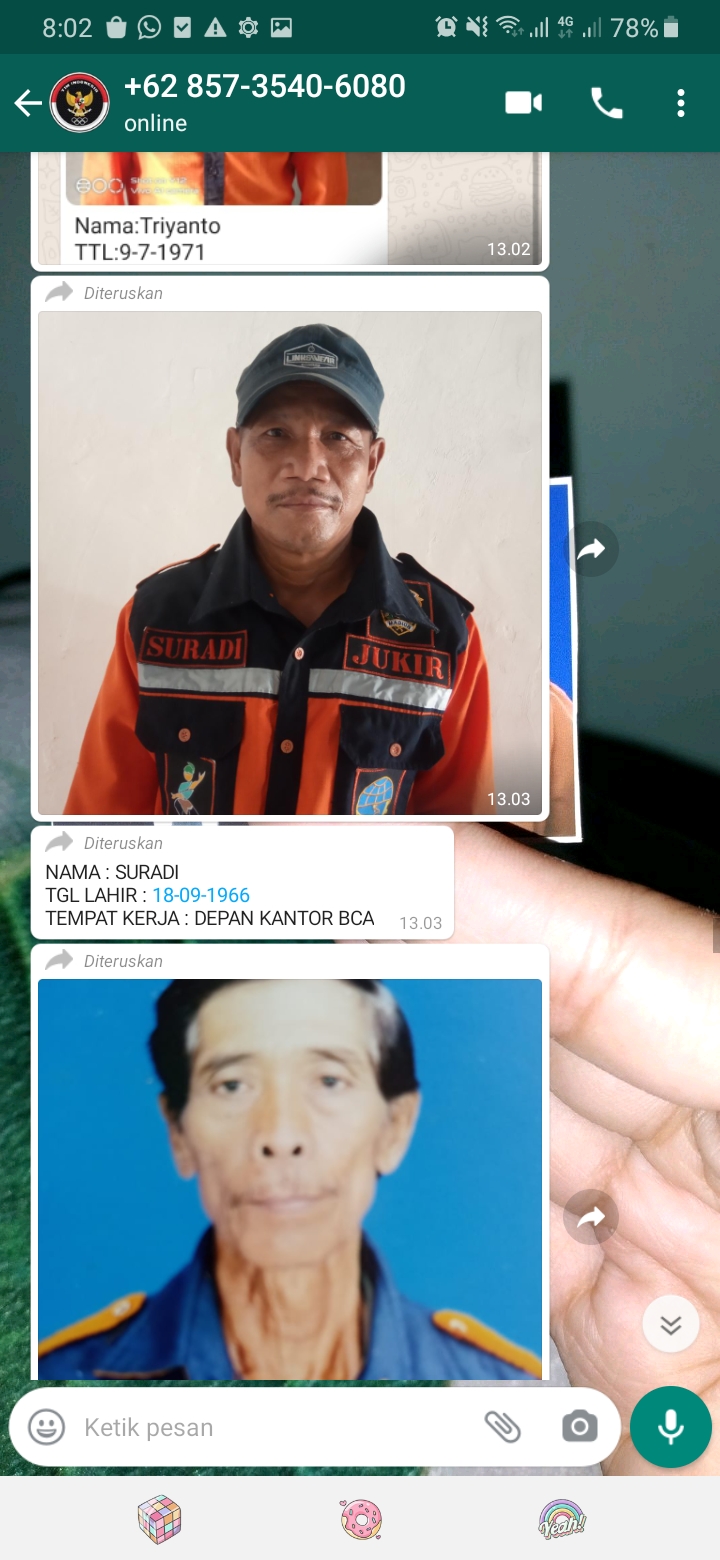 8:02
4G
78%
+62 857-3540-6080
online
Nama:Triyanto
TTL:9-7-1971
13.02
Diteruskan
SURADI
JUKIR
13.03
Diteruskan
NAMA : SURADI
TGL LAHIR : 18-09-1966
TEMPAT KERJA : DEPAN KANTOR BCA
13.03
Diteruskan
Ketik pesan
Yeah!